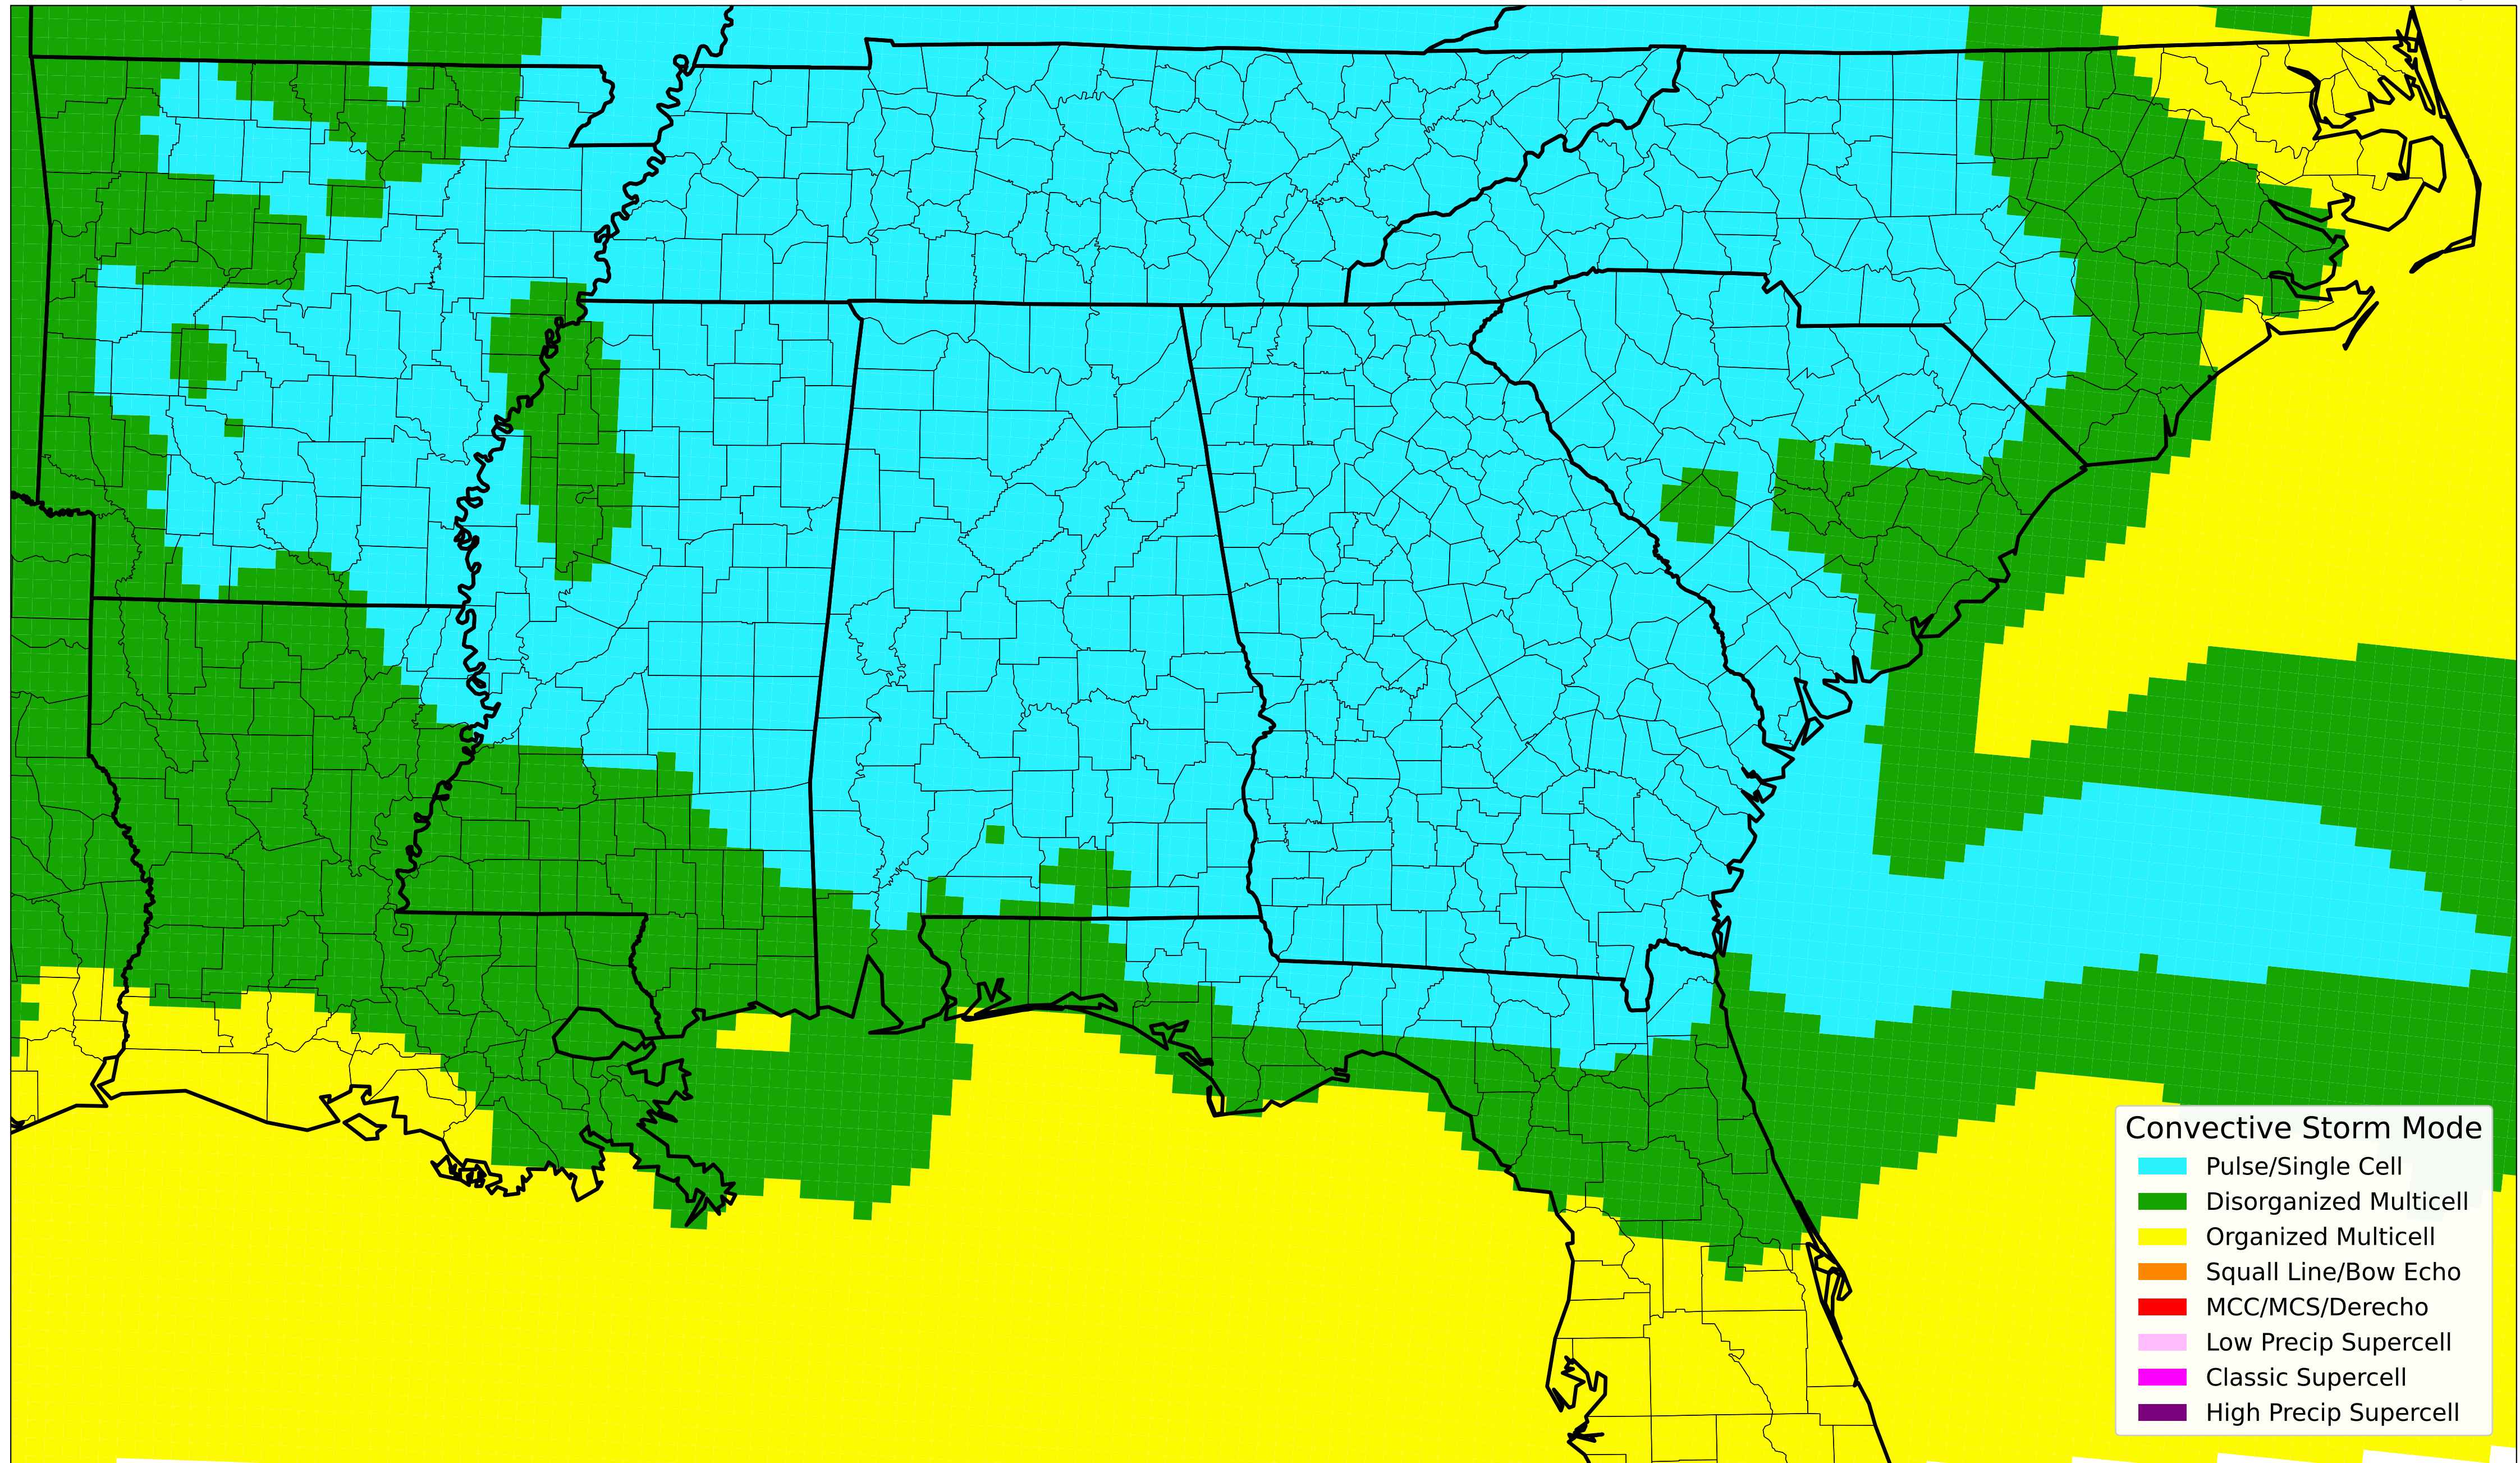 Convective Storm Mode
Pulse/Single Cell
Disorganized Multicell
Organized Multicell
Squall Line/Bow Echo
MCC/MCS/Derecho
Low Precip Supercell
Classic Supercell
High Precip Supercell